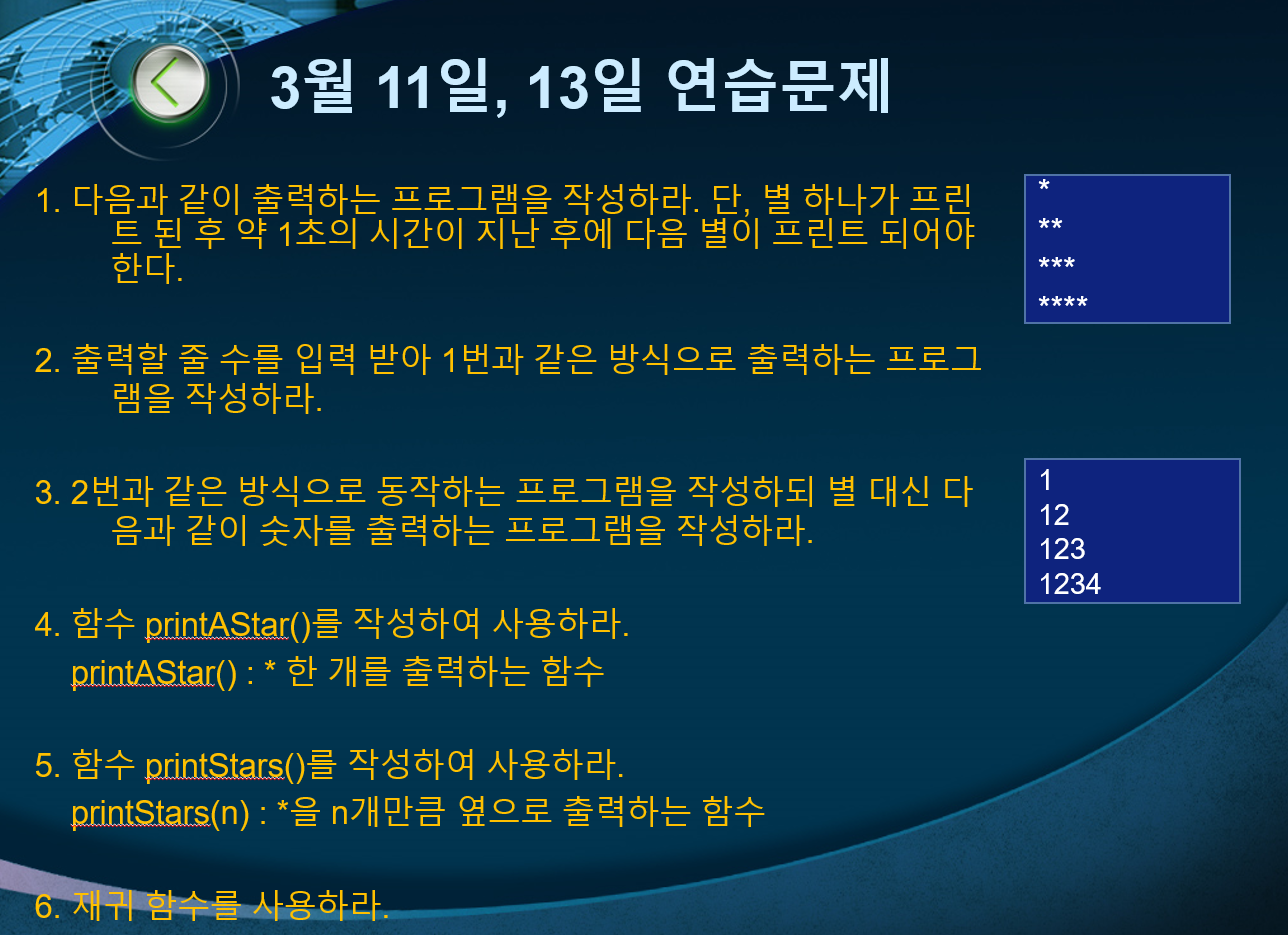 3월 11일, 13일 연습문제
1. 다음과 같이 출력하는 프로그램을 작성하라. 단, 별 하나가 프린
트 된 후 약 1초의 시간이 지난 후에 다음 별이 프린트 되어야
한다.
*
**
***
****
2. 출력할 줄 수를 입력 받아 1번과 같은 방식으로 출력하는 프로그
램을 작성하라.
3. 2번과 같은 방식으로 동작하는 프로그램을 작성하되 별 대신 다
음과 같이 숫자를 출력하는 프로그램을 작성하라.
1
12
123
1234
4. 함수 printAStar()를 작성하여 사용하라.
printAStar() : * 한 개를 출력하는 함수
5. 함수 printStars()를 작성하여 사용하라.
printStars(n) : *을 n개만큼 옆으로 출력하는 함수
6. 재귀 함수를 사용하라.